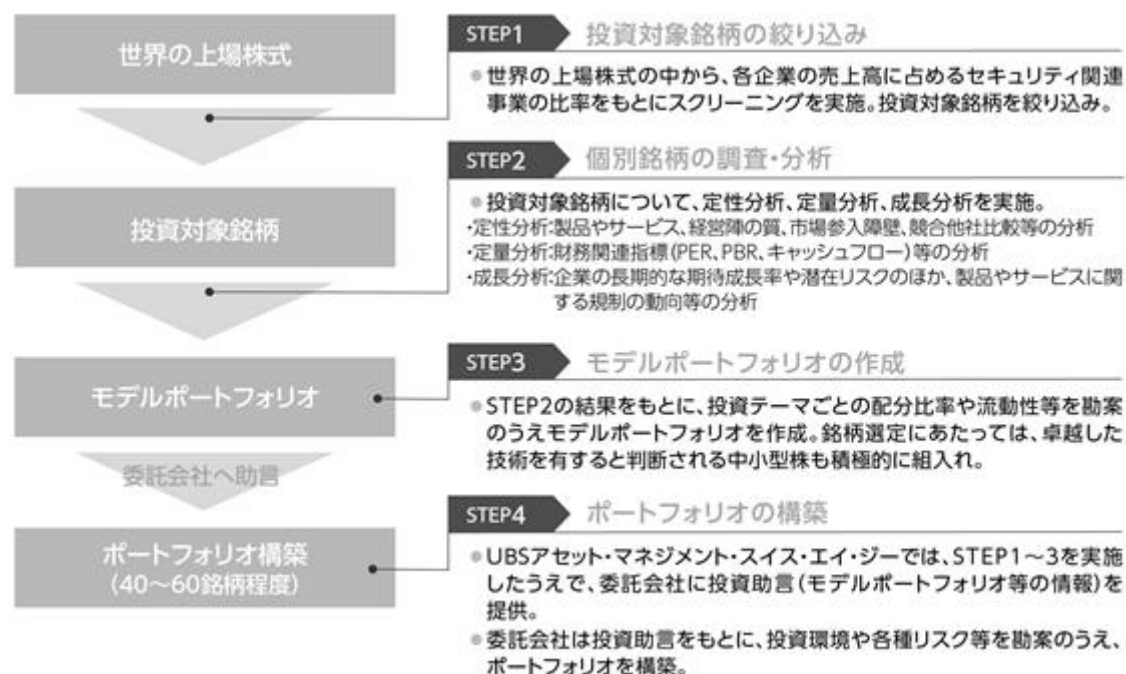 世界の上場株式
STEP1 投資対象銘柄の絞り込み
●世界の上場株式の中から、各企業の売上高に占めるセキュリティ関連
事業の比率をもとにスクリーニングを実施。投資対象銘柄を絞り込み。
投資対象銘柄
STEP2 個別銘柄の調査・分析
●投資対象銘柄について、定性分析、定量分析、成長分析を実施。
・定性分析:製品やサービス、経営陣の質、市場参入障壁、競合他社比較等の分析
・定量分析:財務関連指標(PER、PBR、キャッシュフロー)等の分析
・成長分析:企業の長期的な期待成長率や潜在リスクのほか、製品やサービスに関
する規制の動向等の分析
モデルポートフォリオ
STEP3 モデルポートフォリオの作成
●STEP2の結果をもとに、投資テーマごとの配分比率や流動性等を勘案
のうえモデルポートフォリオを作成。銘柄選定にあたっては、卓越した
技術を有すると判断される中小型株も積極的に組入れ。
委託会社へ助言
ポートフォリオ構築
(40〜60銘柄程度)
STEP4 ポートフォリオの構築
●UBSアセット・マネジメント・スイス・エイ・ジーでは、STEP1〜3を実施
したうえで、委託会社に投資助言(モデルポートフォリオ等の情報)を
提供。
●委託会社は投資助言をもとに、投資環境や各種リスク等を勘案のうえ、
ポートフォリオを構築。